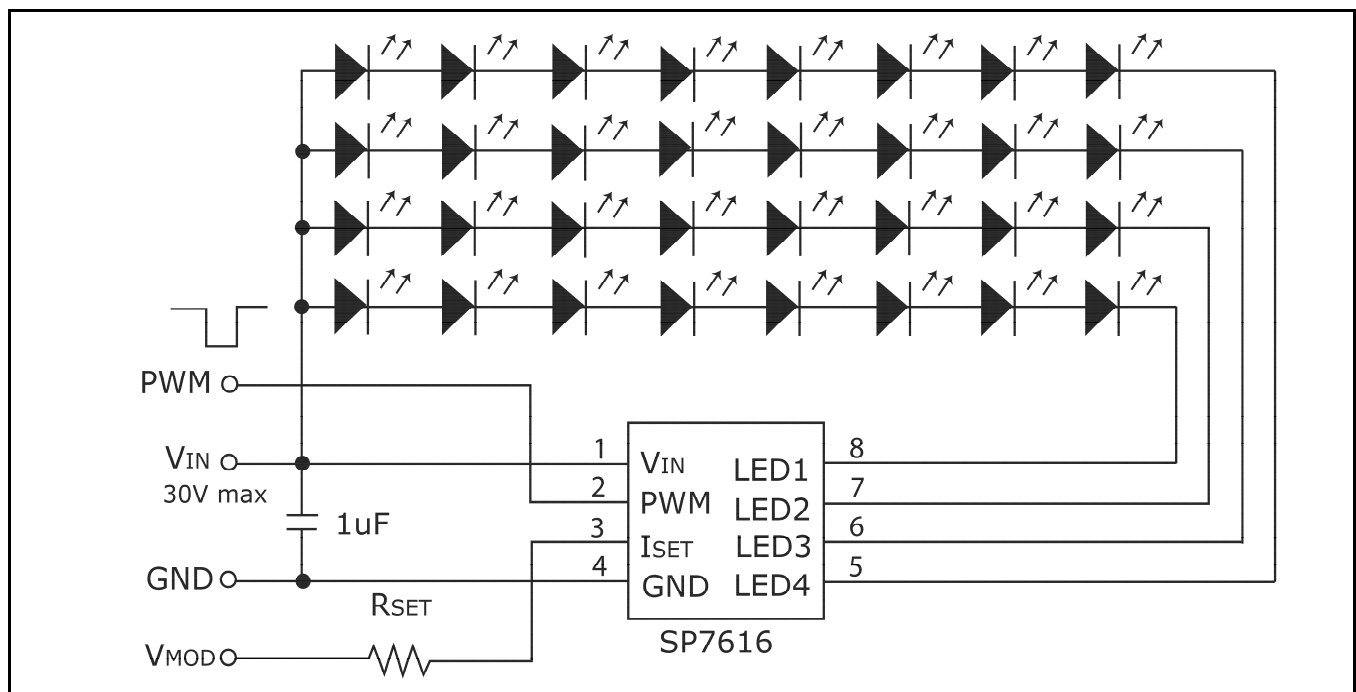 PWM
VIN
30V max
1uF
GND
RSET
VMOD
1
2
3
4
VIN
PWM
ISET
GND
LED1
LED2
LED3
LED4
8
7
6
5
SP7616